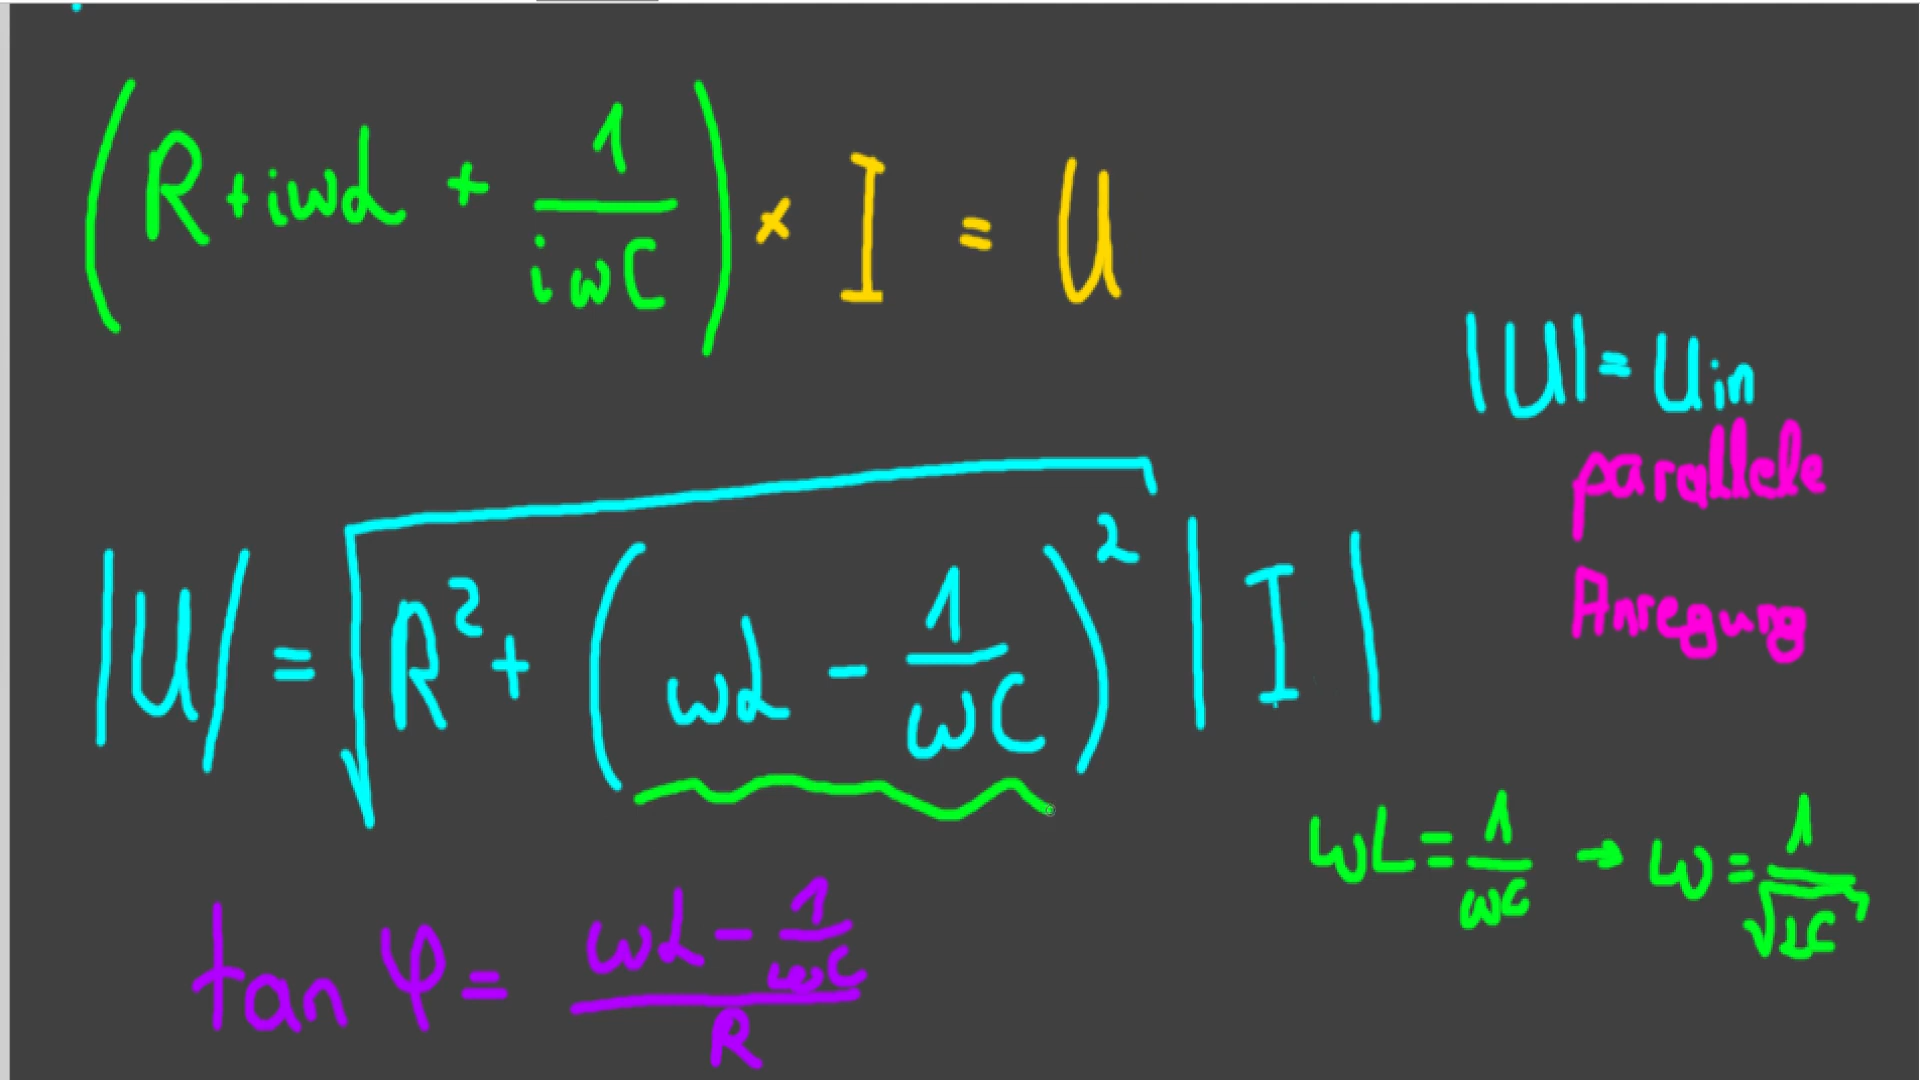 (R + iωL + 1/(iωC)) × I = U
|U| = Uin
parallele
Anregung
|U| = √(R² + (ωL − 1/(ωC))²) |I|
ωL = 1/(ωC) → ω = 1/√(LC)
tan φ = (ωL − 1/(ωC))/R